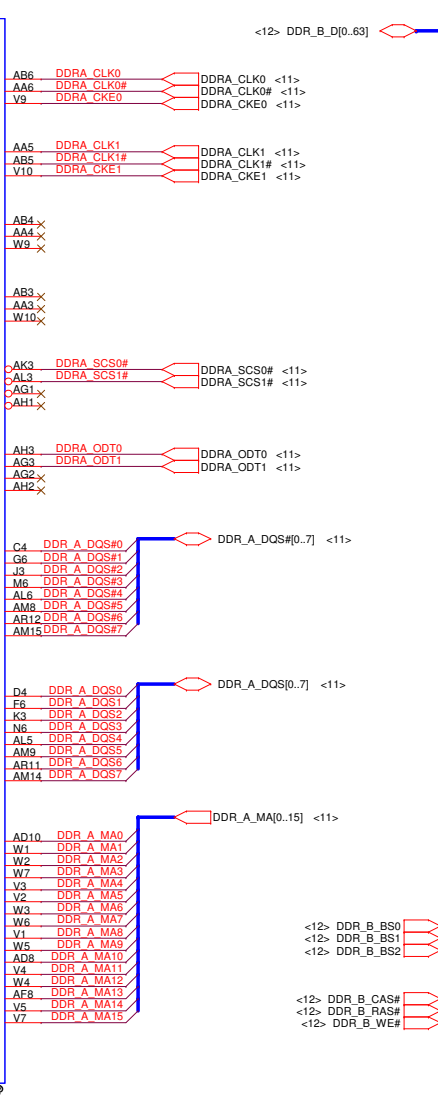 <12> DDR_B_D[0..63]
AB6 DDRA_CLK0 DDRA_CLK0 <11>
AA6 DDRA_CLK0# DDRA_CLK0# <11>
V9 DDRA_CKE0 DDRA_CKE0 <11>
AA5 DDRA_CLK1 DDRA_CLK1 <11>
AB5 DDRA_CLK1# DDRA_CLK1# <11>
V10 DDRA_CKE1 DDRA_CKE1 <11>
AB4
AA4
W9
AB3
AA3
W10
AK3 DDRA_SCS0# DDRA_SCS0# <11>
AL3 DDRA_SCS1# DDRA_SCS1# <11>
AG1
AH1
AH3 DDRA_ODT0 DDRA_ODT0 <11>
AG3 DDRA_ODT1 DDRA_ODT1 <11>
AG2
AH2
DDR_A_DQS#[0..7] <11>
C4 DDR_A_DQS#0
G6 DDR_A_DQS#1
J3 DDR_A_DQS#2
M6 DDR_A_DQS#3
AL6 DDR_A_DQS#4
AM8 DDR_A_DQS#5
AR12 DDR_A_DQS#6
AM15 DDR_A_DQS#7
DDR_A_DQS[0..7] <11>
D4 DDR_A_DQS0
F6 DDR_A_DQS1
K3 DDR_A_DQS2
N6 DDR_A_DQS3
AL5 DDR_A_DQS4
AM9 DDR_A_DQS5
AR11 DDR_A_DQS6
AM14 DDR_A_DQS7
DDR_A_MA[0..15] <11>
AD10 DDR_A_MA0
W1 DDR_A_MA1
W2 DDR_A_MA2
W7 DDR_A_MA3
V3 DDR_A_MA4
V2 DDR_A_MA5
W3 DDR_A_MA6
W6 DDR_A_MA7
V1 DDR_A_MA8
W5 DDR_A_MA9
AD8 DDR_A_MA10
V4 DDR_A_MA11
W4 DDR_A_MA12
AF8 DDR_A_MA13
V5 DDR_A_MA14
V7 DDR_A_MA15
<12> DDR_B_BS0
<12> DDR_B_BS1
<12> DDR_B_BS2
<12> DDR_B_CAS#
<12> DDR_B_RAS#
<12> DDR_B_WE#